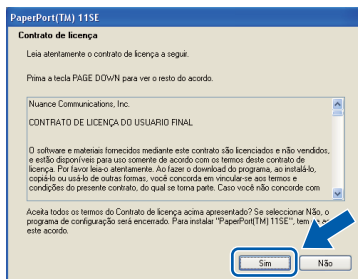 PaperPort(TM) 11SE
Contrato de licença
Leia atentamente o contrato de licença a seguir.
Prima a tecla PAGE DOWN para ver o resto do acordo.
Nuance Communications, Inc.
CONTRATO DE LICENÇA DO USUARIO FINAL
O software e materiais fornecidos mediante este contrato são licenciados e não vendidos,
e estão disponíveis para uso somente de acordo com os termos deste contrato de
licença. Por favor leia-o atentamente. Ao fazer o download do programa, ao instalá-lo,
copiá-lo ou usá-lo de outras formas, você concorda em vincular-se aos termos e
condições do presente contrato, do qual se torna parte. Caso você não concorde com
Aceita todos os termos do Contrato de licença acima apresentado? Se seleccionar Não, o
programa de configuração será encerrado. Para instalar "PaperPort(TM) 11SE", tem
este acordo.
Sim
Não